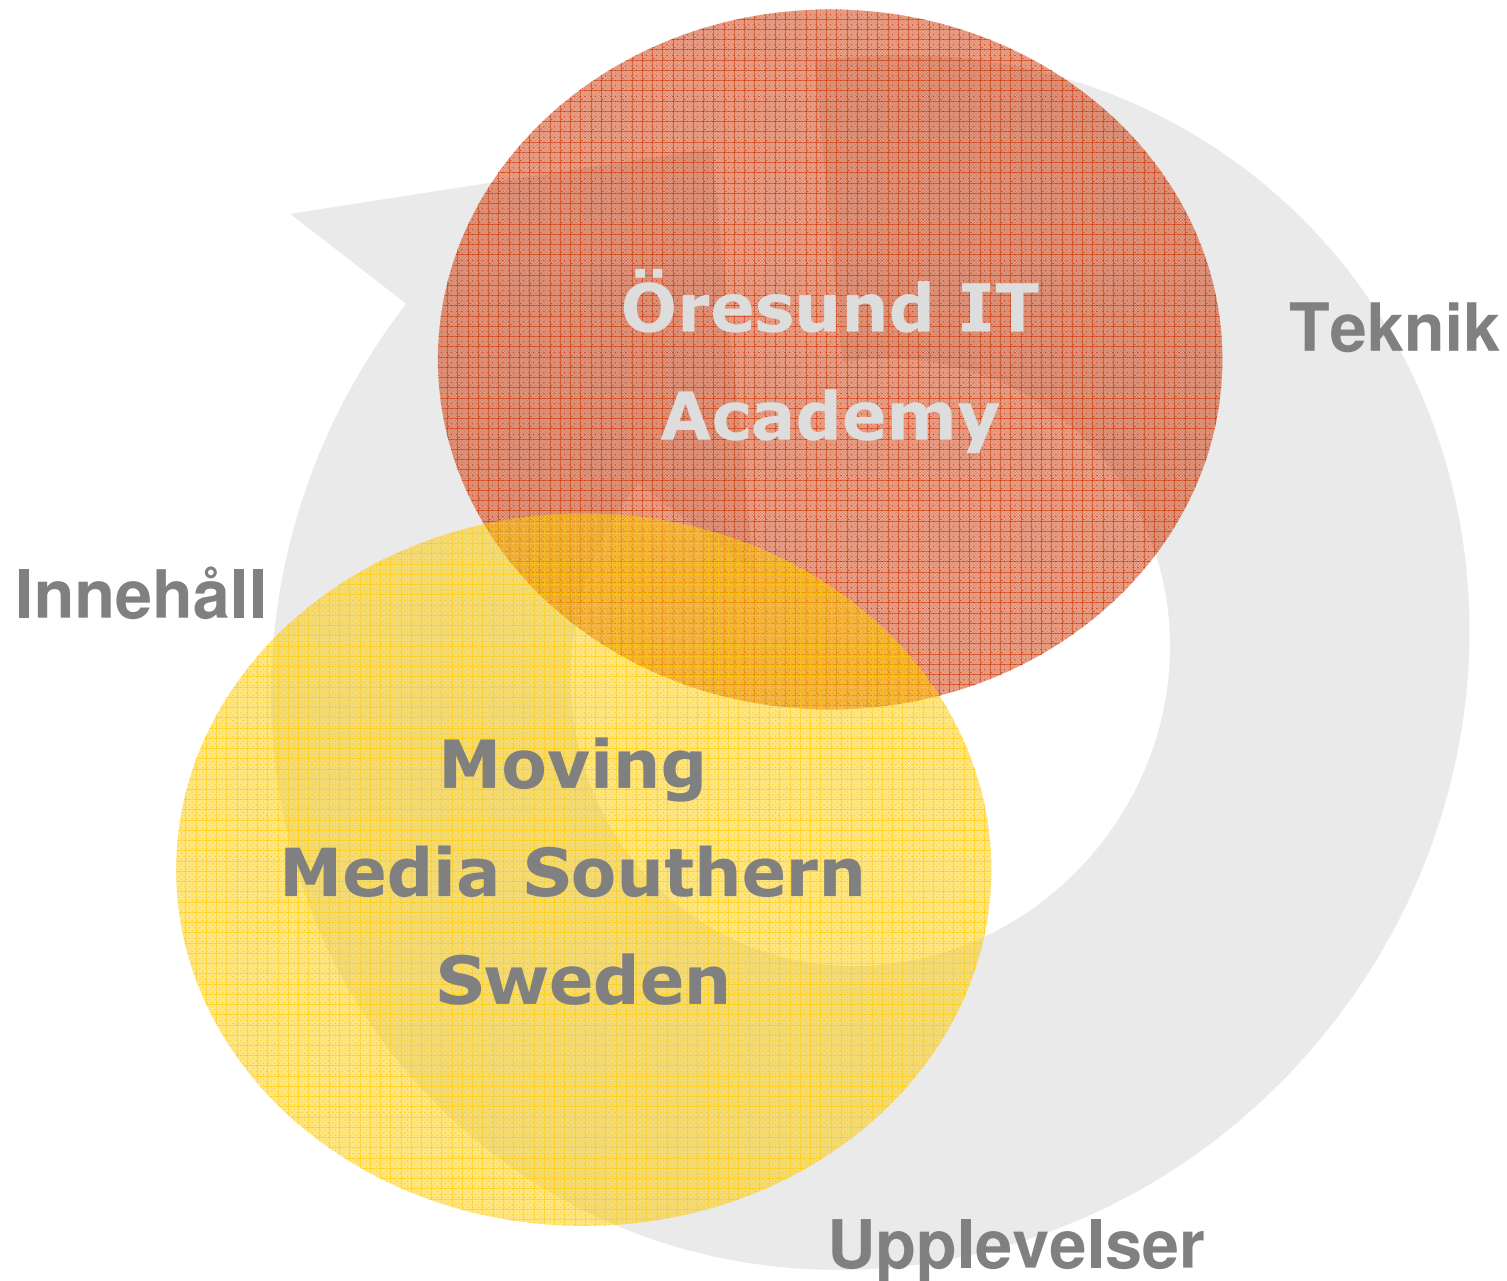 Öresund IT
Academy
Teknik
Innehåll
Moving
Media Southern
Sweden
Upplevelser